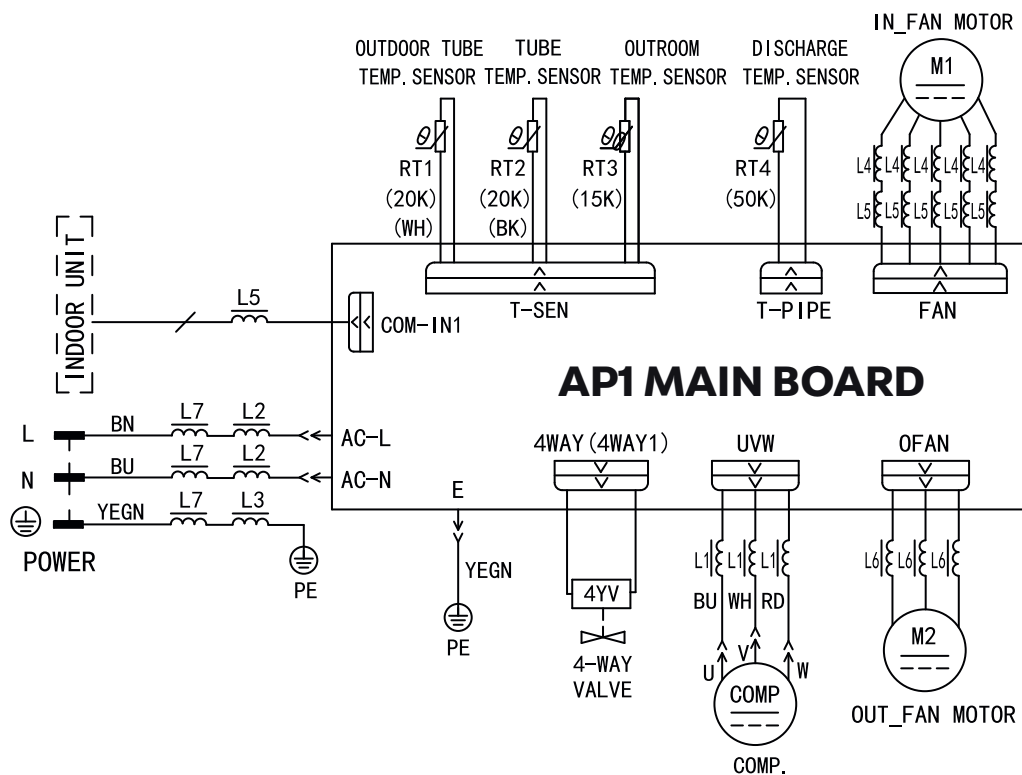 IN_FAN MOTOR
M1
OUTDOOR TUBE
TEMP. SENSOR
TUBE
TEMP. SENSOR
OUTROOM
TEMP. SENSOR
DISCHARGE
TEMP. SENSOR
RT1
(20K)
(WH)
RT2
(20K)
(BK)
RT3
(15K)
RT4
(50K)
L4 L4 L4 L4 L4
L5 L5 L5 L5 L5
T-SEN
T-PIPE
FAN
INDOOR UNIT
L5
COM-IN1
AP1 MAIN BOARD
L BN L7 L2 AC-L
N BU L7 L2 AC-N
YEGN L7 L3
POWER
PE
E
YEGN
PE
4WAY(4WAY1)
4YV
4-WAY
VALVE
UVW
L1 L1 L1
BU WH RD
U V W
COMP
COMP.
OFAN
L6 L6 L6
M2
OUT_FAN MOTOR